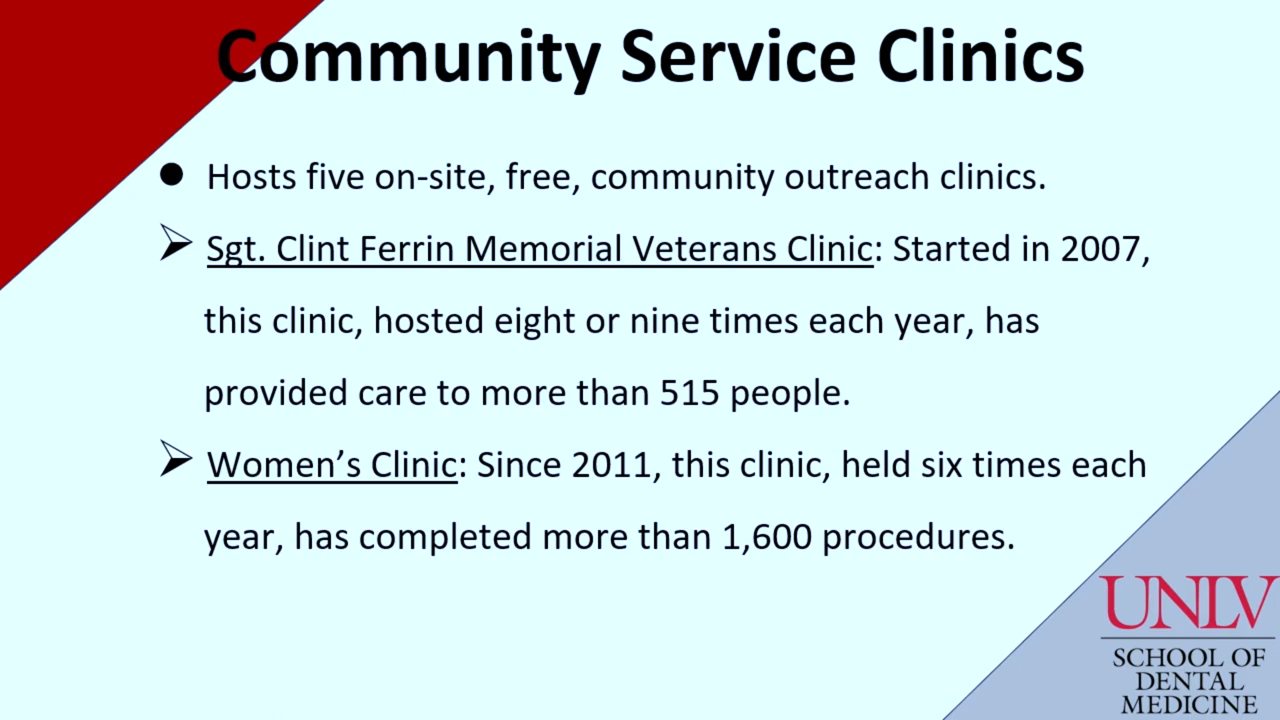 Community Service Clinics
● Hosts five on-site, free, community outreach clinics.
➢ Sgt. Clint Ferrin Memorial Veterans Clinic: Started in 2007,
this clinic, hosted eight or nine times each year, has
provided care to more than 515 people.
➢ Women’s Clinic: Since 2011, this clinic, held six times each
year, has completed more than 1,600 procedures.
UNLV
SCHOOL OF
DENTAL
MEDICINE